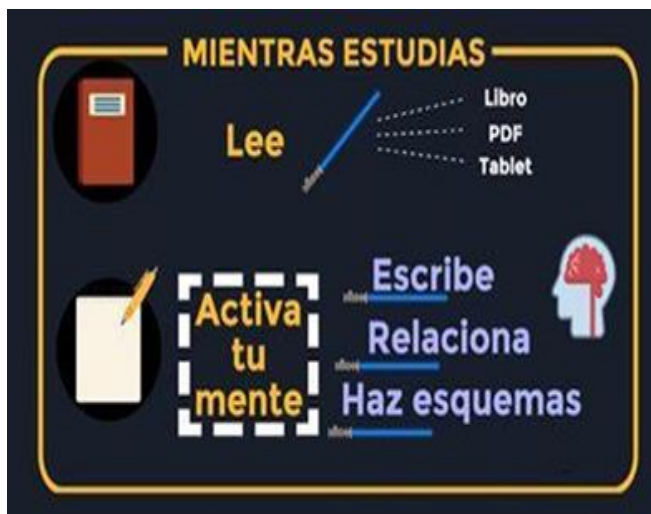 MIENTRAS ESTUDIAS
Lee
Libro
PDF
Tablet
Activa
tu
mente
Escribe
Relaciona
Haz esquemas